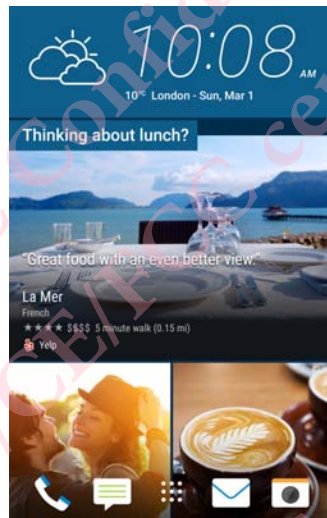 10:08 AM
10°C London - Sun, Mar 1
Thinking about lunch?
"Great food with an even better view."
La Mer
French
★★★★ $$$$ 5 minute walk (0.15 mi)
Yelp